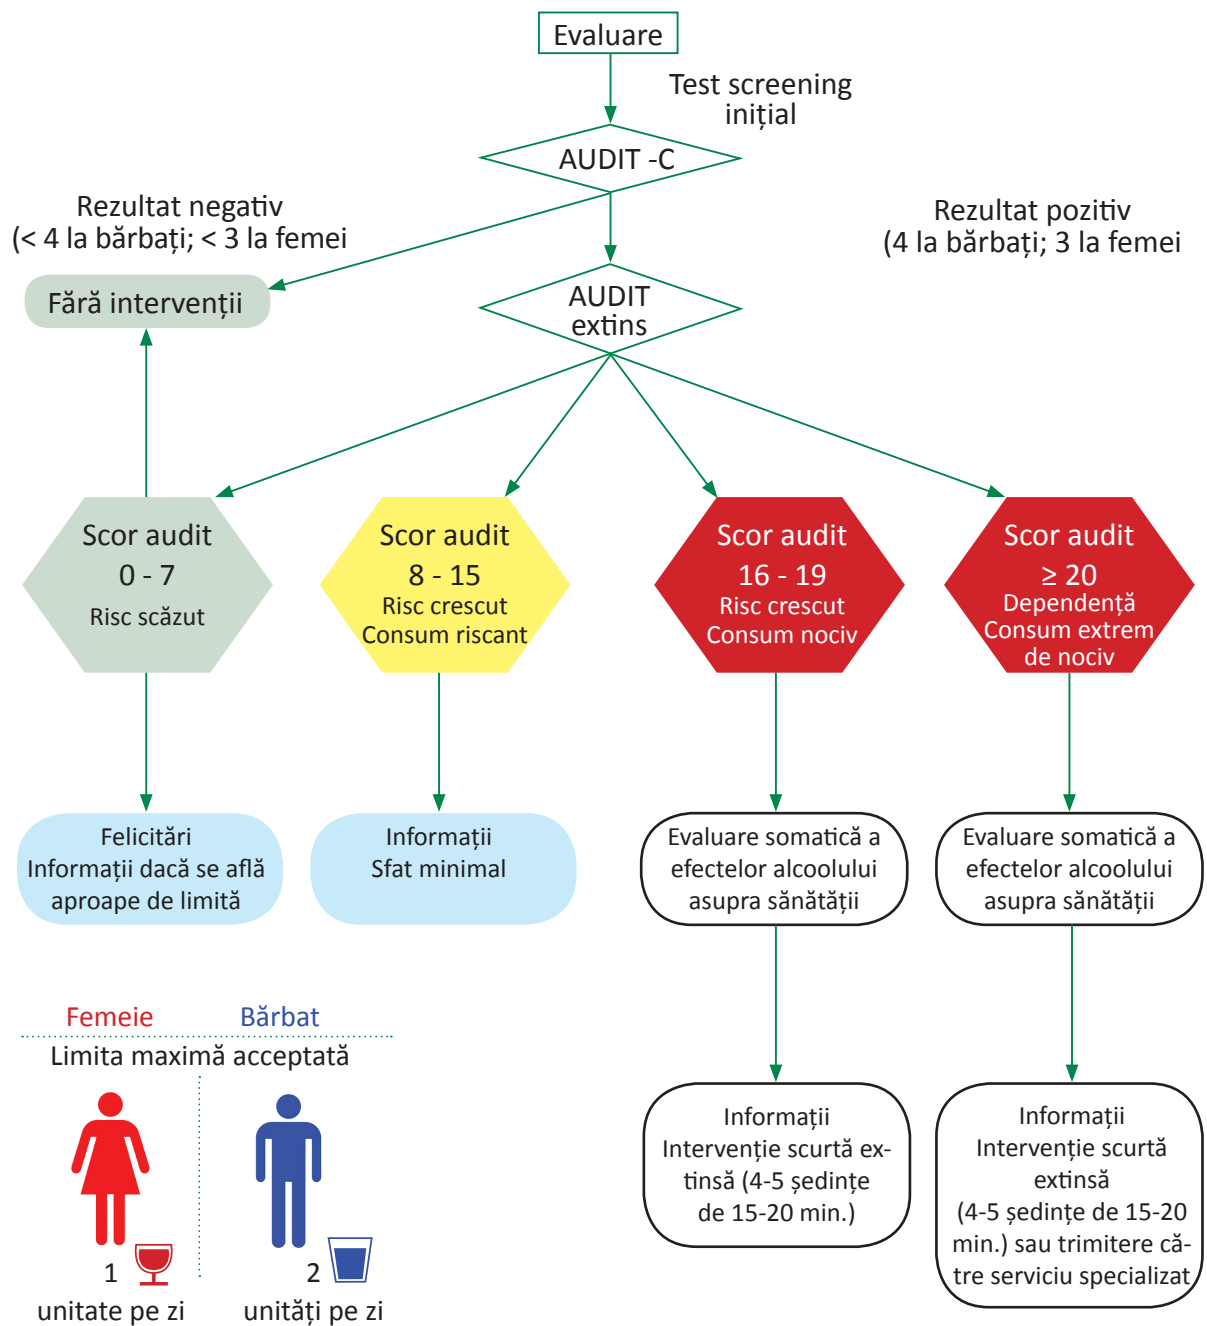 Evaluare
Test screening
inițial
AUDIT -C
Rezultat negativ
(< 4 la bărbați; < 3 la femei
Rezultat pozitiv
(4 la bărbați; 3 la femei
Fără intervenții
AUDIT
extins
Scor audit
0 - 7
Risc scăzut
Scor audit
8 - 15
Risc crescut
Consum riscant
Scor audit
16 - 19
Risc crescut
Consum nociv
Scor audit
≥ 20
Dependență
Consum extrem
de nociv
Felicitări
Informații dacă se află
aproape de limită
Informații
Sfat minimal
Evaluare somatică a
efectelor alcoolului
asupra sănătății
Evaluare somatică a
efectelor alcoolului
asupra sănătății
Informații
Intervenție scurtă ex-
tinsă (4-5 ședințe
de 15-20 min.)
Informații
Intervenție scurtă
extinsă
(4-5 ședințe de 15-20
min.) sau trimitere că-
tre serviciu specializat
Femeie
Bărbat
Limita maximă acceptată
1
unitate pe zi
2
unități pe zi